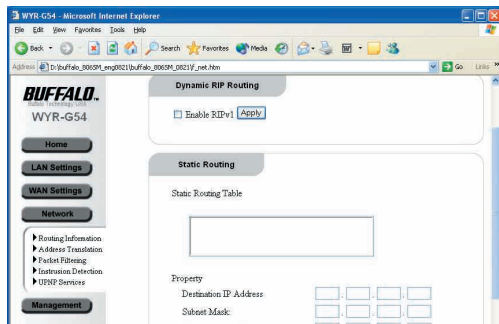 WYR-G54 - Microsoft Internet Explorer
File Edit View Favorites Tools Help
Back Search Favorites Media
Address D:\buffalo_8065M_eng0821\buffalo_8065M_0821\f_net.htm Go Links »
BUFFALO
Buffalo Technology USA
WYR-G54
Home
LAN Settings
WAN Settings
Network
Routing Information
Address Translation
Packet Filtering
Instrusion Detection
UPNP Services
Management
Dynamic RIP Routing
Enable RIPv1 Apply
Static Routing
Static Routing Table
Property
Destination IP Address
Subnet Mask: